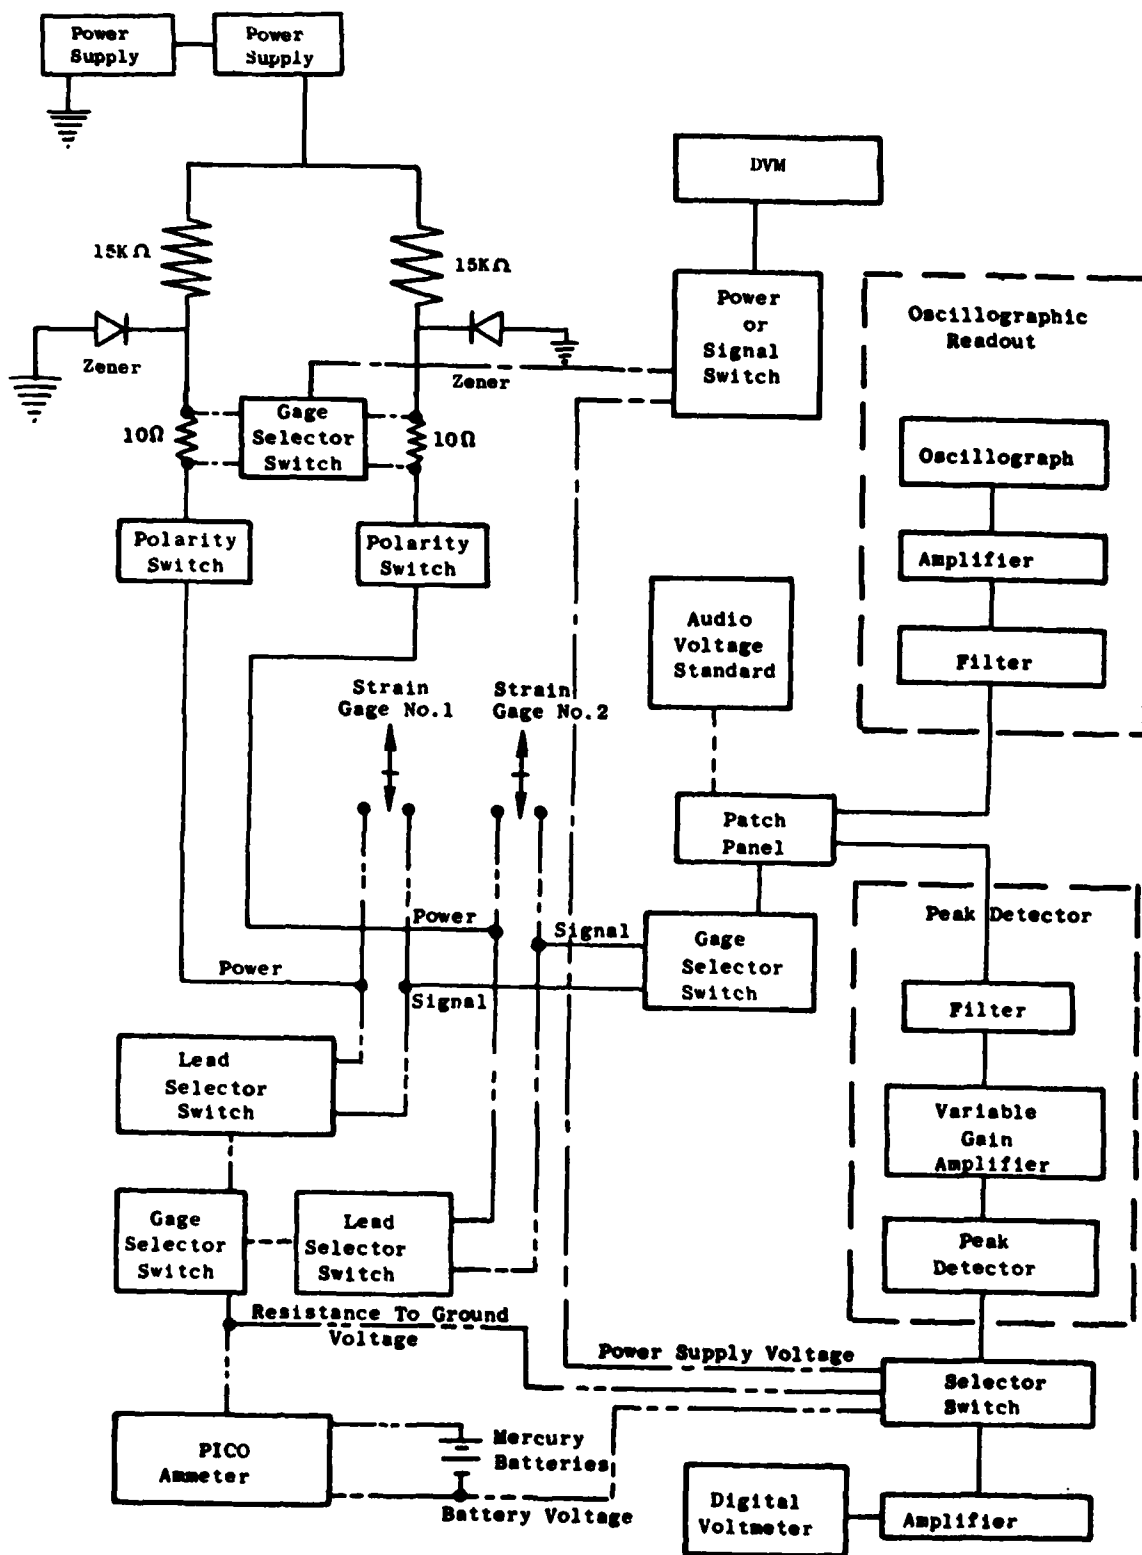 Power
Supply
Power
Supply
DVM
15KΩ
15KΩ
Power
or
Signal
Switch
Oscillographic
Readout
Zener
Zener
10Ω
Gage
Selector
Switch
10Ω
Oscillograph
Polarity
Switch
Polarity
Switch
Amplifier
Audio
Voltage
Standard
Filter
Strain
Gage No.1
Strain
Gage No.2
Patch
Panel
Power
Signal
Gage
Selector
Switch
Peak Detector
Power
Signal
Filter
Lead
Selector
Switch
Variable
Gain
Amplifier
Gage
Selector
Switch
Lead
Selector
Switch
Peak
Detector
Resistance To Ground
Voltage
Power Supply Voltage
Selector
Switch
PICO
Ammeter
Mercury
Batteries
Battery Voltage
Digital
Voltmeter
Amplifier